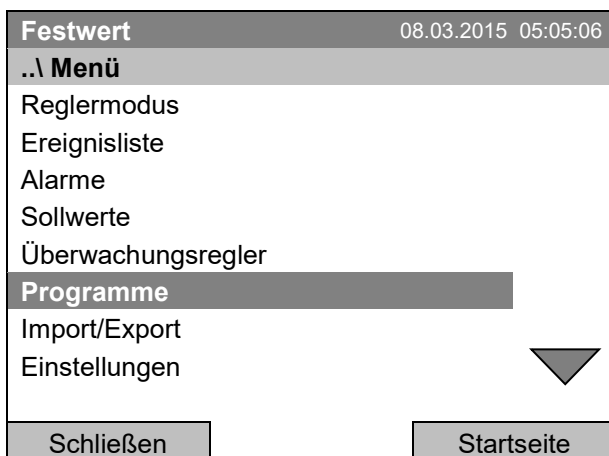 Festwert 08.03.2015 05:05:06
..\ Menü
Reglermodus
Ereignisliste
Alarme
Sollwerte
Überwachungsregler
Programme
Import/Export
Einstellungen
Schließen Startseite